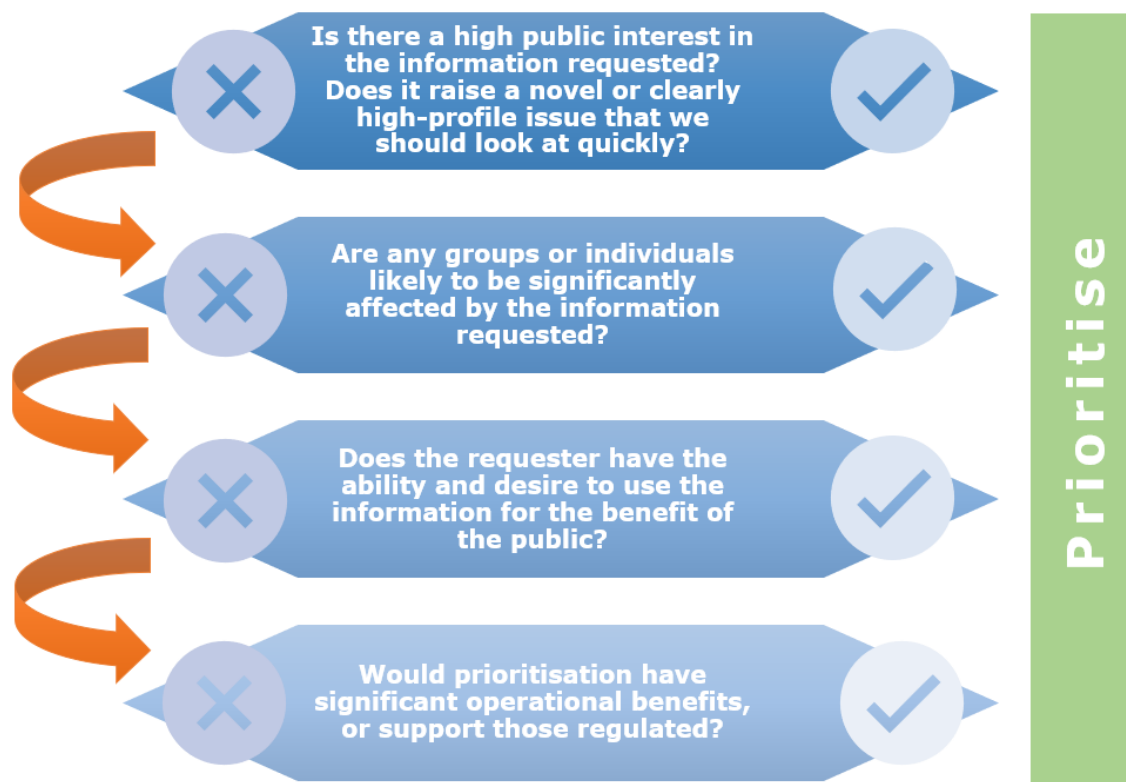 Is there a high public interest in
the information requested?
Does it raise a novel or clearly
high-profile issue that we
should look at quickly?
Are any groups or individuals
likely to be significantly
affected by the information
requested?
Does the requester have the
ability and desire to use the
information for the benefit of
the public?
Would prioritisation have
significant operational benefits,
or support those regulated?
Prioritise